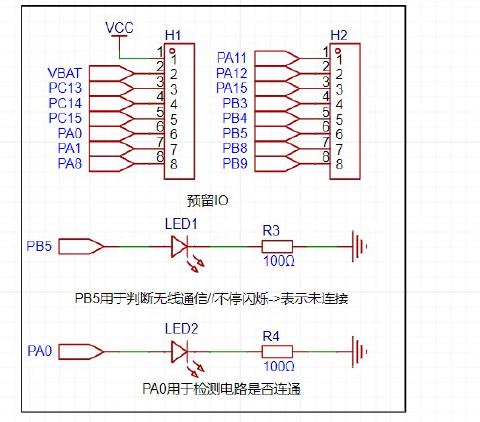 VCC
H1
1 1
VBAT 2 2
PC13 3 3
PC14 4 4
PC15 5 5
PA0 6 6
PA1 7 7
PA8 8 8
H2
PA11 1 1
PA12 2 2
PA15 3 3
PB3 4 4
PB4 5 5
PB5 6 6
PB8 7 7
PB9 8 8
预留IO
LED1
R3
PB5
100Ω
PB5用于判断无线通信//不停闪烁->表示未连接
LED2
R4
PA0
100Ω
PA0用于检测电路是否连通